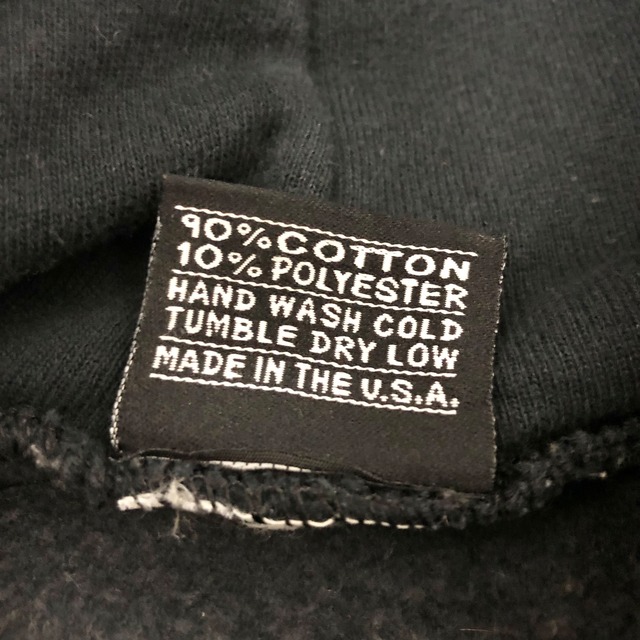 90% COTTON
10% POLYESTER
HAND WASH COLD
TUMBLE DRY LOW
MADE IN THE U.S.A.